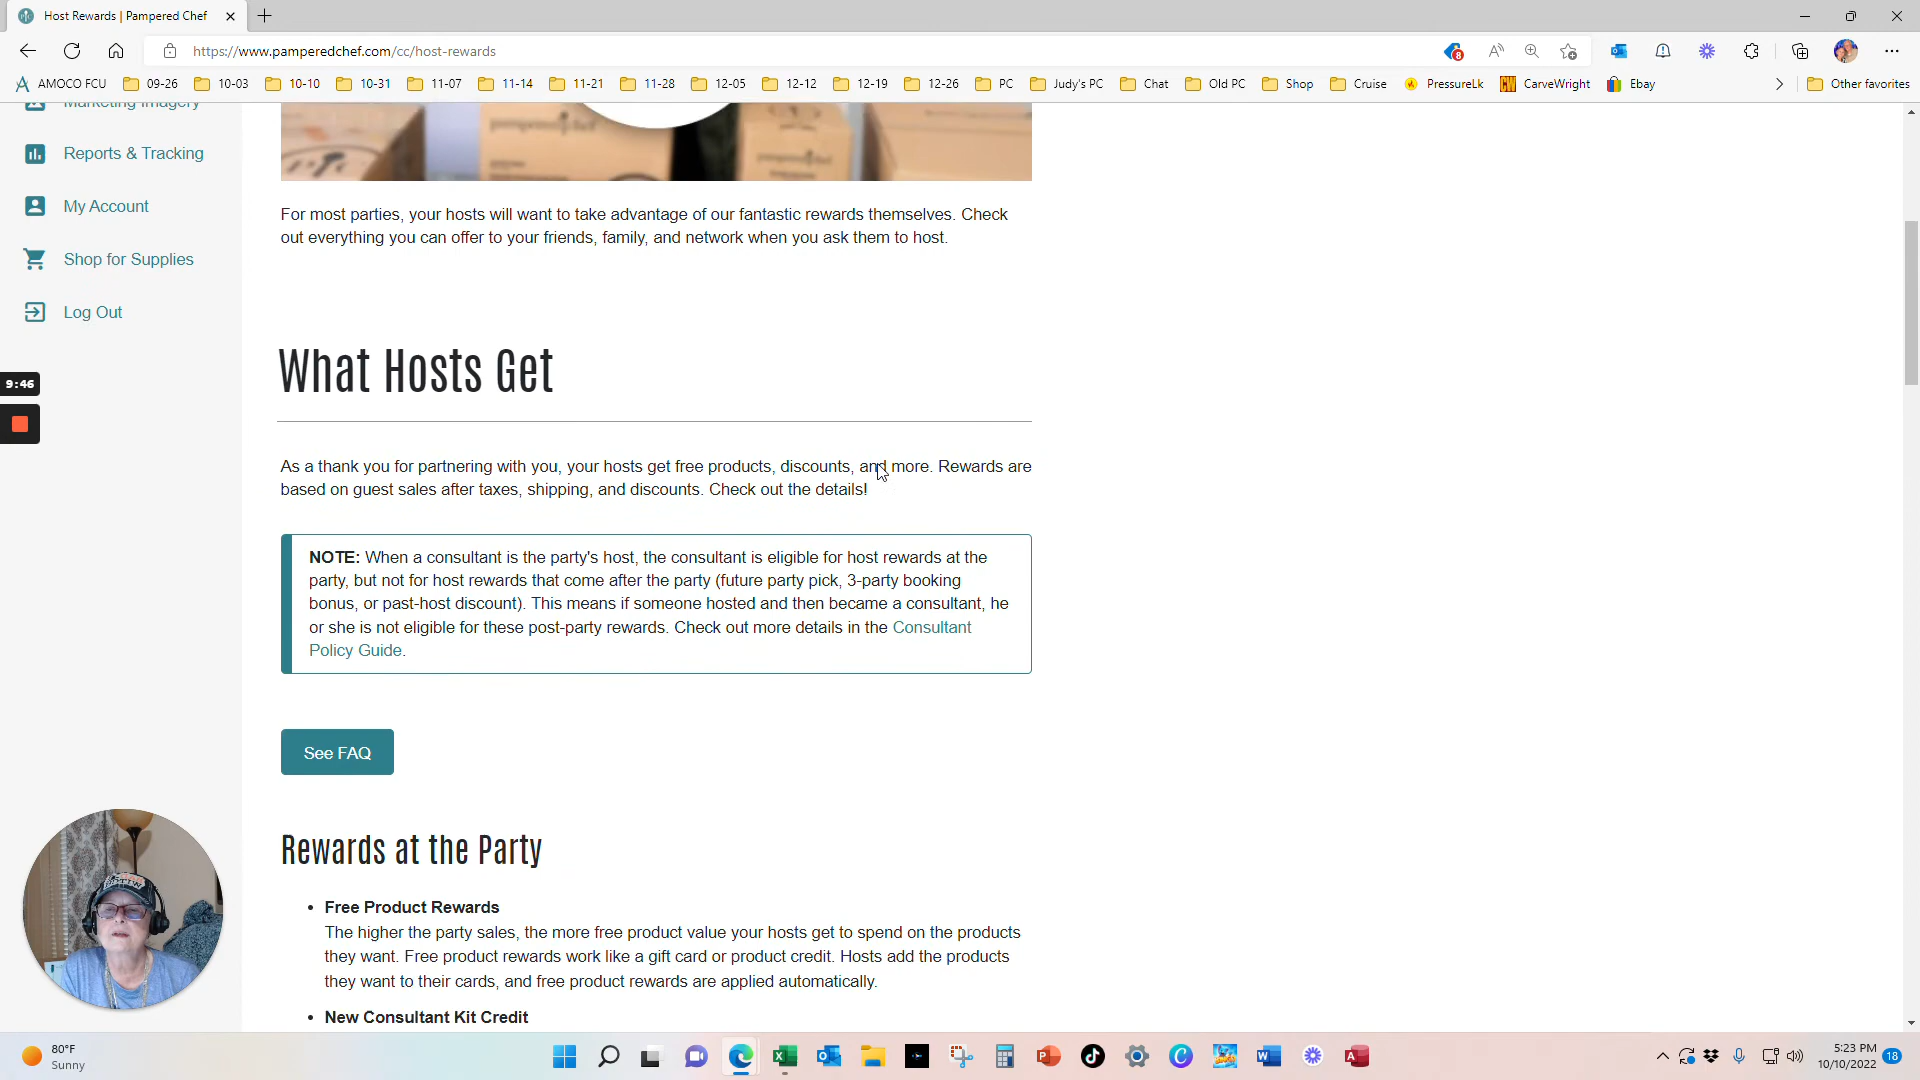 Host Rewards | Pampered Chef
https://www.pamperedchef.com/cc/host-rewards
8
AMOCO FCU 09-26 10-03 10-10 10-31 11-07 11-14 11-21 11-28 12-05 12-12 12-19 12-26 PC Judy's PC Chat Old PC Shop Cruise PressureLk CarveWright Ebay Other favorites
Marketing Imagery
Reports & Tracking
My Account
Shop for Supplies
Log Out
9:46
pampered chef
For most parties, your hosts will want to take advantage of our fantastic rewards themselves. Check
out everything you can offer to your friends, family, and network when you ask them to host.
What Hosts Get
As a thank you for partnering with you, your hosts get free products, discounts, and more. Rewards are
based on guest sales after taxes, shipping, and discounts. Check out the details!
NOTE: When a consultant is the party's host, the consultant is eligible for host rewards at the
party, but not for host rewards that come after the party (future party pick, 3-party booking
bonus, or past-host discount). This means if someone hosted and then became a consultant, he
or she is not eligible for these post-party rewards. Check out more details in the Consultant
Policy Guide.
See FAQ
Rewards at the Party
• Free Product Rewards
The higher the party sales, the more free product value your hosts get to spend on the products
they want. Free product rewards work like a gift card or product credit. Hosts add the products
they want to their cards, and free product rewards are applied automatically.
• New Consultant Kit Credit
80°F
Sunny
5:23 PM
10/10/2022
18